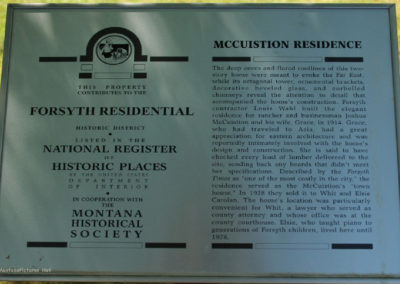 THIS PROPERTY
CONTRIBUTES TO THE
FORSYTH RESIDENTIAL
HISTORIC DISTRICT
LISTED IN THE
NATIONAL REGISTER
OF
HISTORIC PLACES
BY THE UNITED STATES
DEPARTMENT
OF INTERIOR
IN COOPERATION WITH
THE
MONTANA
HISTORICAL
SOCIETY
MCCUISTION RESIDENCE
The deep eaves and flared rooflines of this two-
story home were meant to evoke the Far East,
while its octagonal tower, ornamental brackets,
decorative beveled glass, and corbelled
chimneys reveal the attention to detail that
accompanied the home's construction. Forsyth
contractor Louis Wahl built the elegant
residence for rancher and businessman Joshua
McCuistion and his wife, Grace, in 1914. Grace,
who had traveled to Asia, had a great
appreciation for eastern architecture and was
reportedly intimately involved with the home's
design and construction. She is said to have
checked every load of lumber delivered to the
site, sending back any boards that didn't meet
her specifications. Described by the Forsyth
Times as "one of the most costly in the city," the
residence served as the McCuistion's "town
house." In 1928 they sold it to Whit and Elsie
Carolan. The home's location was particularly
convenient for Whit, a lawyer who served as
county attorney and whose office was at the
county courthouse. Elsie, who taught piano to
generations of Forsyth children, lived here until
1976.